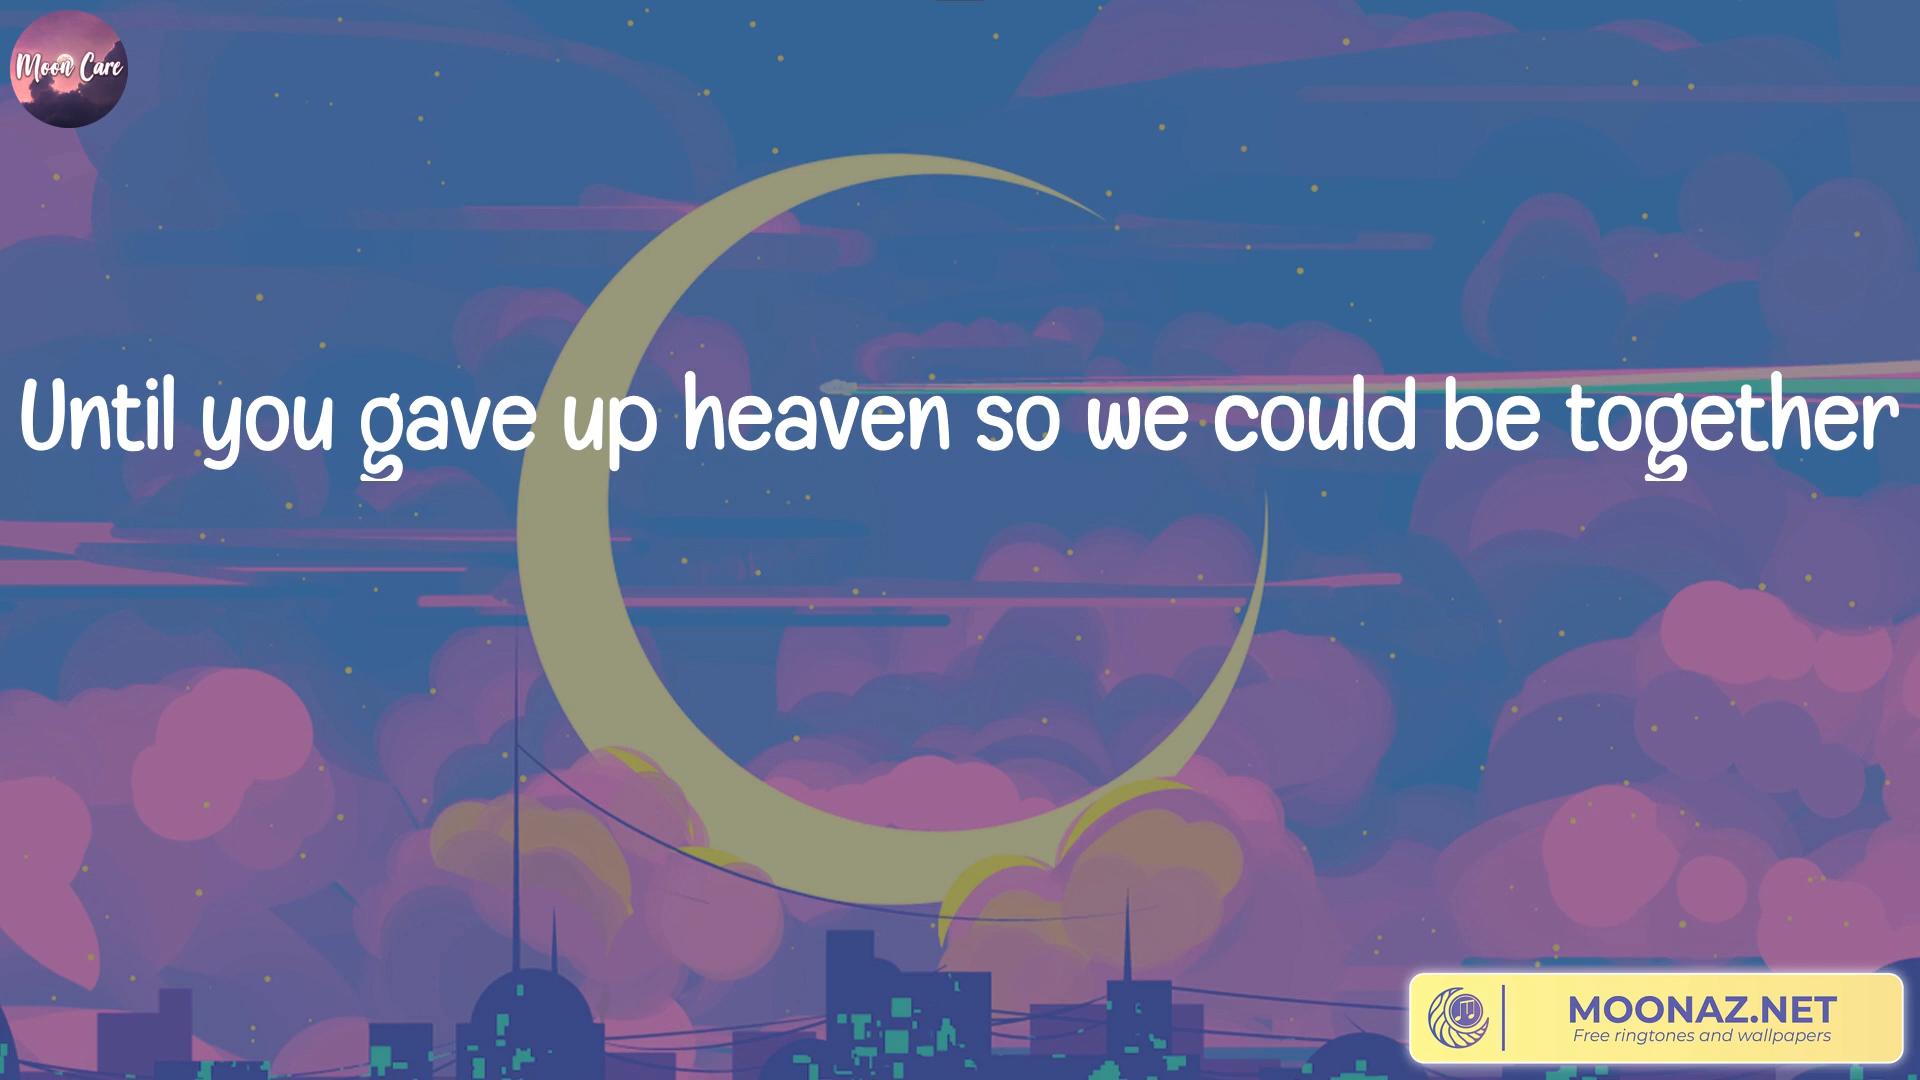 Moon Care
Until you gave up heaven so we could be together
MOONAZ.NET
Free ringtones and wallpapers